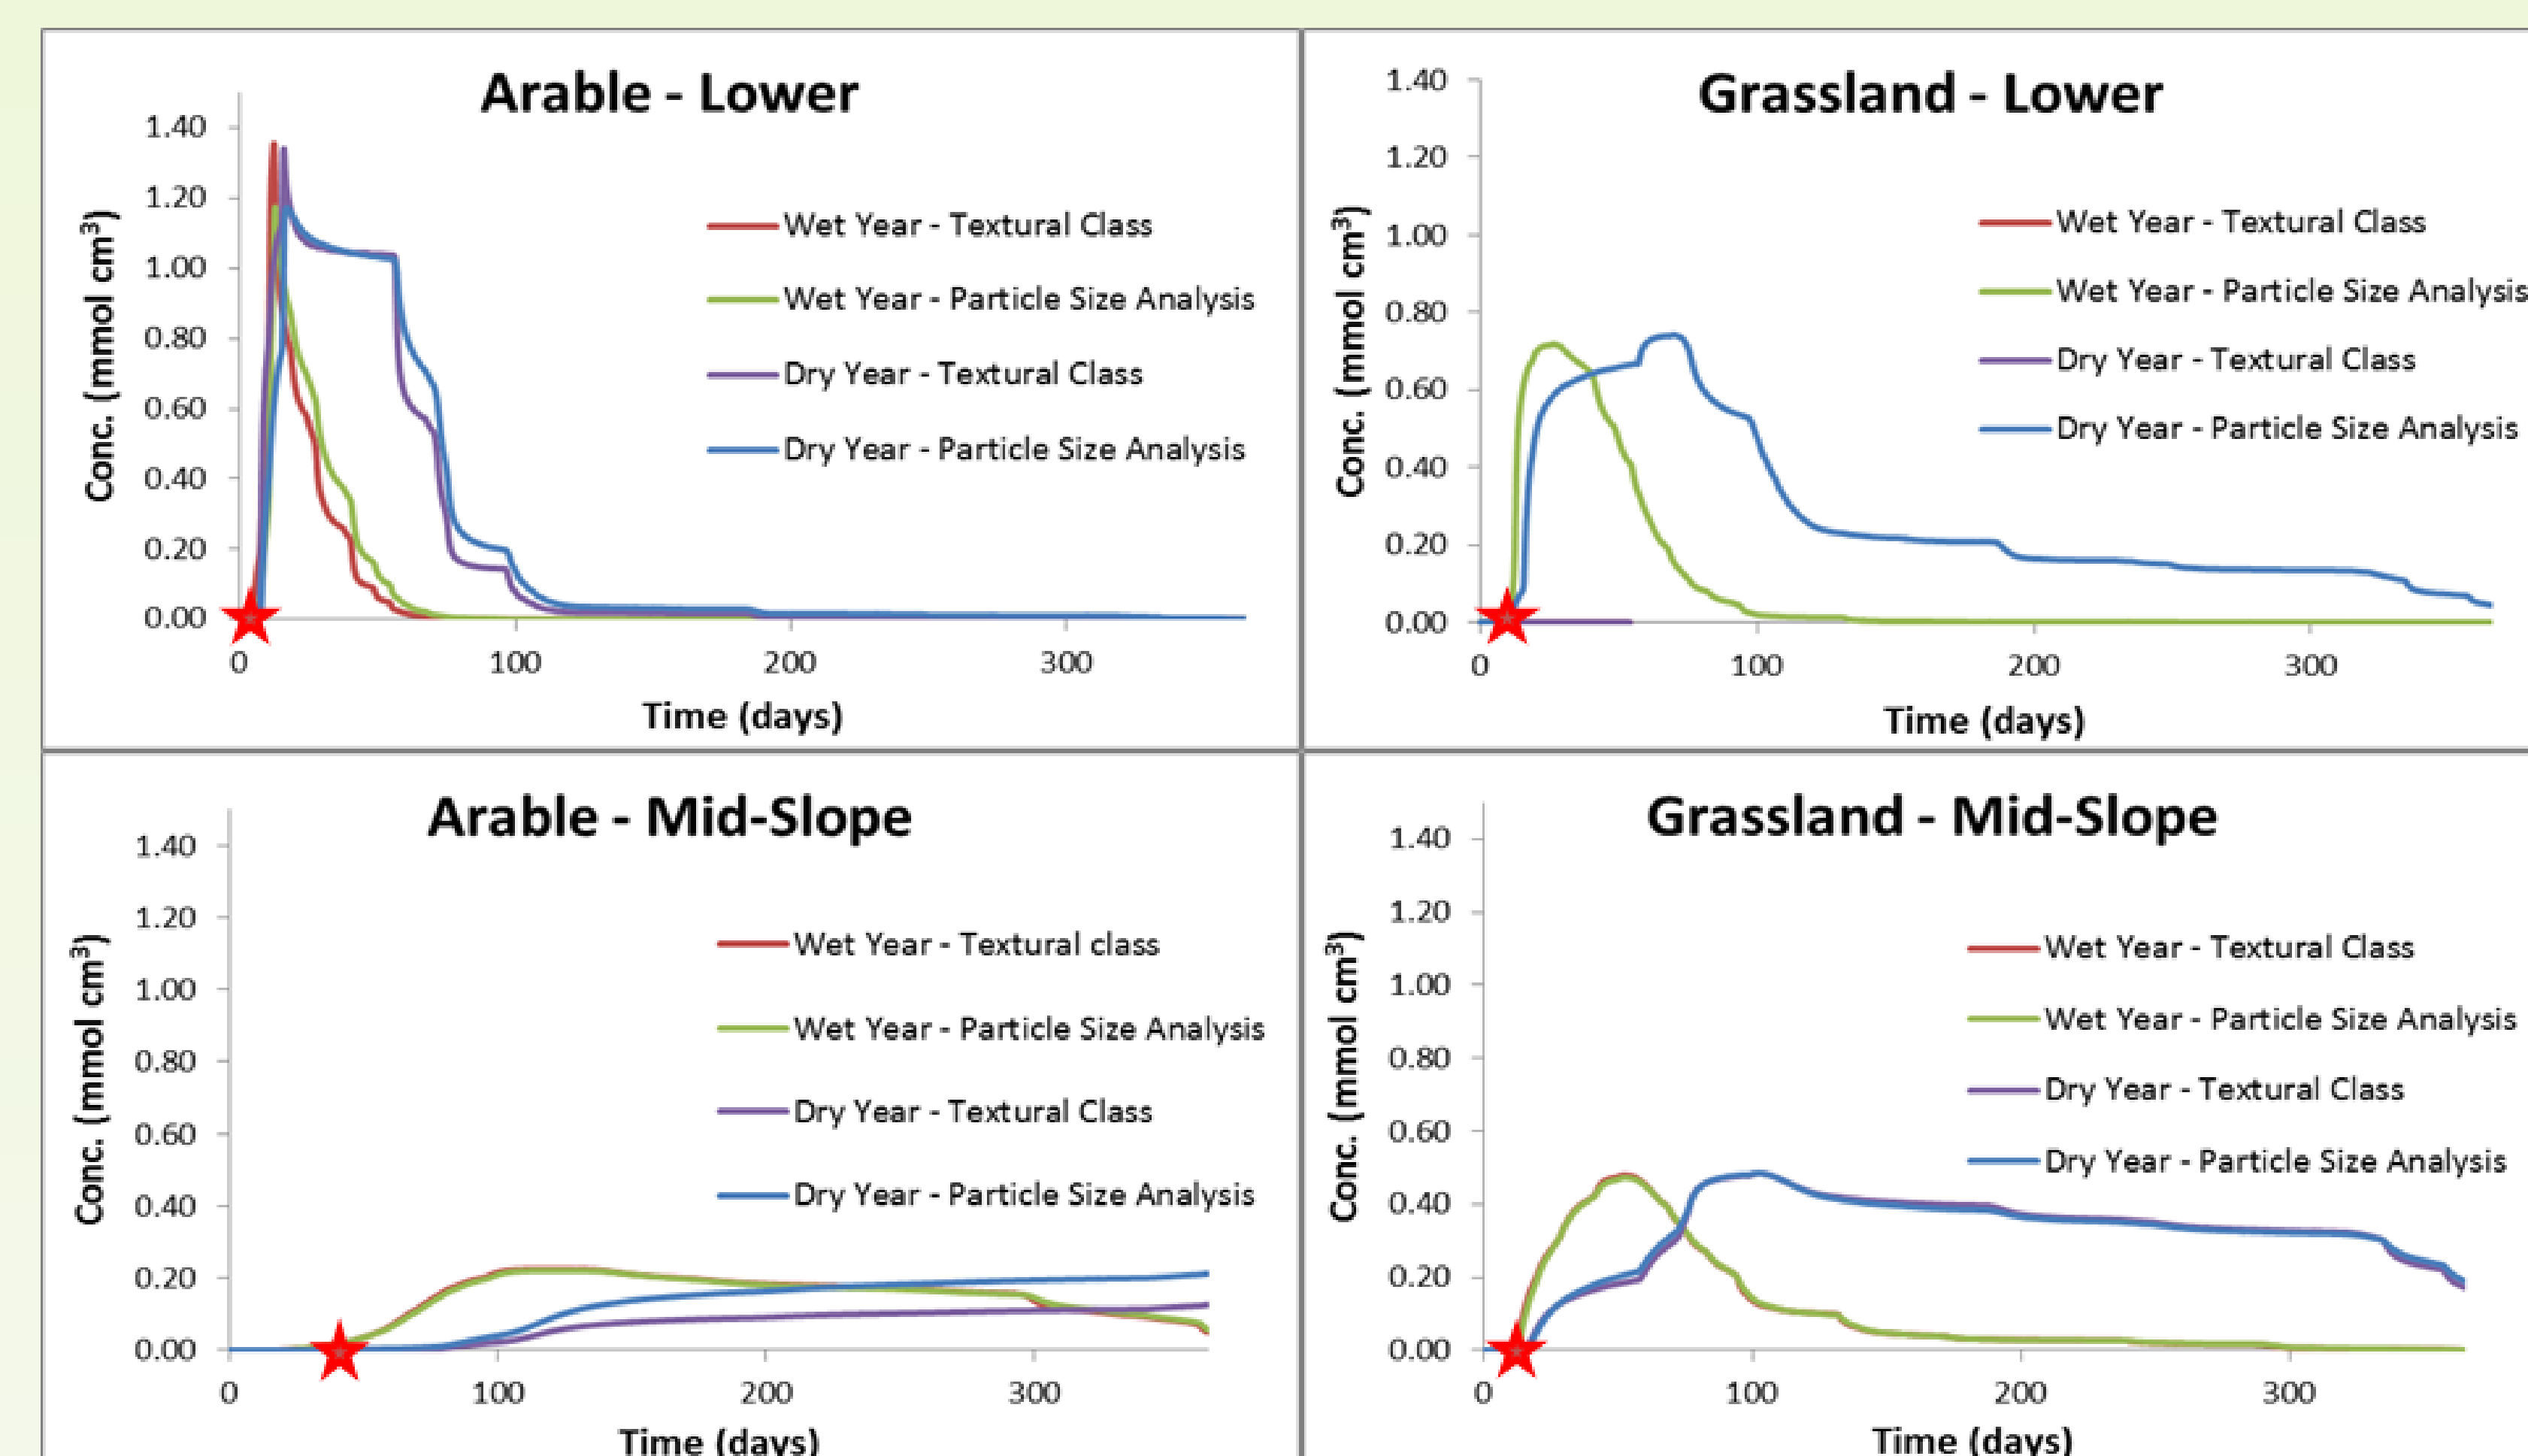 Arable - Lower
1.40
1.20
1.00
0.80
0.60
0.40
0.20
0.00
0 100 200 300
Conc. (mmol cm³)
Time (days)
Wet Year - Textural Class
Wet Year - Particle Size Analysis
Dry Year - Textural Class
Dry Year - Particle Size Analysis
Grassland - Lower
1.40
1.20
1.00
0.80
0.60
0.40
0.20
0.00
0 100 200 300
Conc. (mmol cm³)
Time (days)
Wet Year - Textural Class
Wet Year - Particle Size Analysis
Dry Year - Textural Class
Dry Year - Particle Size Analysis
Arable - Mid-Slope
1.40
1.20
1.00
0.80
0.60
0.40
0.20
0.00
0 100 200 300
Conc. (mmol cm³)
Time (days)
Wet Year - Textural class
Wet Year - Particle Size Analysis
Dry Year - Textural Class
Dry Year - Particle Size Analysis
Grassland - Mid-Slope
1.40
1.20
1.00
0.80
0.60
0.40
0.20
0.00
0 100 200 300
Conc. (mmol cm³)
Time (days)
Wet Year - Textural Class
Wet Year - Particle Size Analysis
Dry Year - Textural Class
Dry Year - Particle Size Analysis